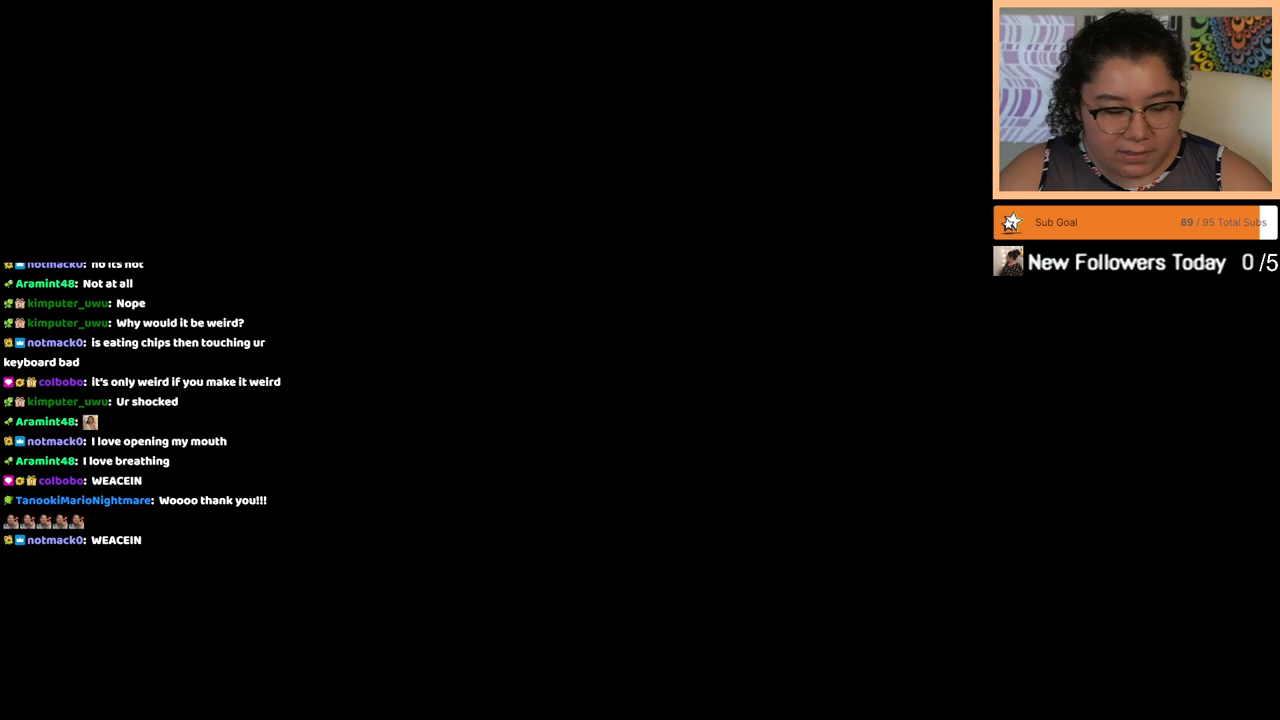 notmack0: no its not
Aramint48: Not at all
kimputer_uwu: Nope
kimputer_uwu: Why would it be weird?
notmack0: is eating chips then touching ur
keyboard bad
colbobo: it's only weird if you make it weird
kimputer_uwu: Ur shocked
Aramint48:
notmack0: I love opening my mouth
Aramint48: I love breathing
colbobo: WEACEIN
TanookiMarioNightmare: Woooo thank you!!!
notmack0: WEACEIN
Sub Goal 89 / 95 Total Subs
New Followers Today 0 /5